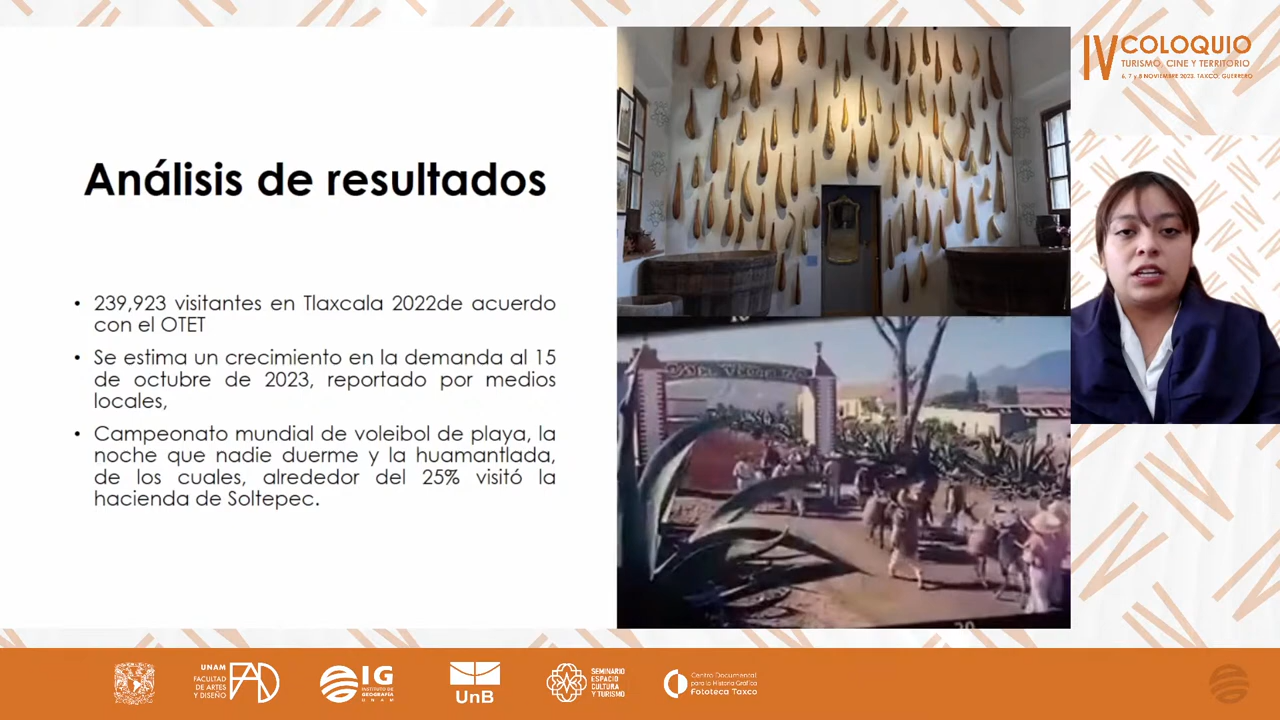 Análisis de resultados
• 239,923 visitantes en Tlaxcala 2022de acuerdo
con el OTET
• Se estima un crecimiento en la demanda al 15
de octubre de 2023, reportado por medios
locales,
• Campeonato mundial de voleibol de playa, la
noche que nadie duerme y la huamantlada,
de los cuales, alrededor del 25% visitó la
hacienda de Soltepec.
IV COLOQUIO
TURISMO, CINE Y TERRITORIO
6, 7 y 8 NOVIEMBRE 2023. TAXCO, GUERRERO
UNAM
FACULTAD
DE ARTES
Y DISEÑO
FAD
IG
INSTITUTO DE
GEOGRAFÍA
UNAM
UnB
SEMINARIO
ESPACIO
CULTURA
Y TURISMO
Centro Documental
para la Historia Gráfica
Fototeca Taxco